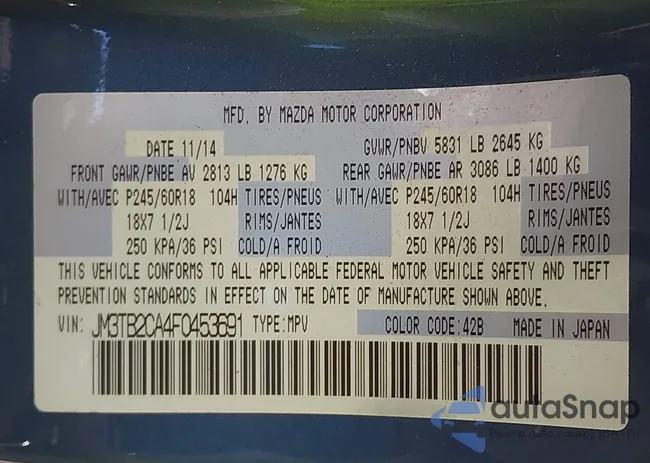 MFD. BY MAZDA MOTOR CORPORATION
DATE 11/14 GVWR/PNBV 5831 LB 2645 KG
FRONT GAWR/PNBE AV 2813 LB 1276 KG REAR GAWR/PNBE AR 3086 LB 1400 KG
WITH/AVEC P245/60R18 104H TIRES/PNEUS WITH/AVEC P245/60R18 104H TIRES/PNEUS
18X7 1/2J RIMS/JANTES 18X7 1/2J RIMS/JANTES
250 KPA/36 PSI COLD/A FROID 250 KPA/36 PSI COLD/A FROID
THIS VEHICLE CONFORMS TO ALL APPLICABLE FEDERAL MOTOR VEHICLE SAFETY AND THEFT
PREVENTION STANDARDS IN EFFECT ON THE DATE OF MANUFACTURE SHOWN ABOVE.
VIN: JM3TB2CA4F0453691 TYPE:MPV COLOR CODE:42B MADE IN JAPAN
autoSnap